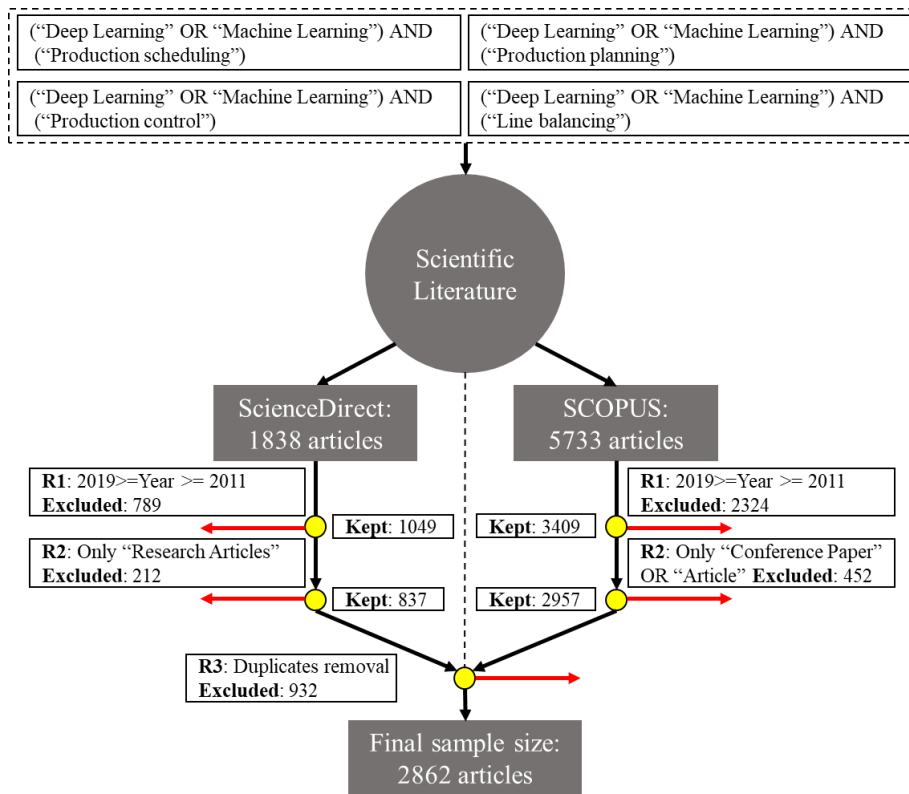 (“Deep Learning” OR “Machine Learning”) AND
(“Production scheduling”)
(“Deep Learning” OR “Machine Learning”) AND
(“Production planning”)
(“Deep Learning” OR “Machine Learning”) AND
(“Production control”)
(“Deep Learning” OR “Machine Learning”) AND
(“Line balancing”)
Scientific
Literature
ScienceDirect:
1838 articles
SCOPUS:
5733 articles
R1: 2019>=Year >= 2011
Excluded: 789
R1: 2019>=Year >= 2011
Excluded: 2324
Kept: 1049
Kept: 3409
R2: Only “Research Articles”
Excluded: 212
R2: Only “Conference Paper”
OR “Article” Excluded: 452
Kept: 837
Kept: 2957
R3: Duplicates removal
Excluded: 932
Final sample size:
2862 articles